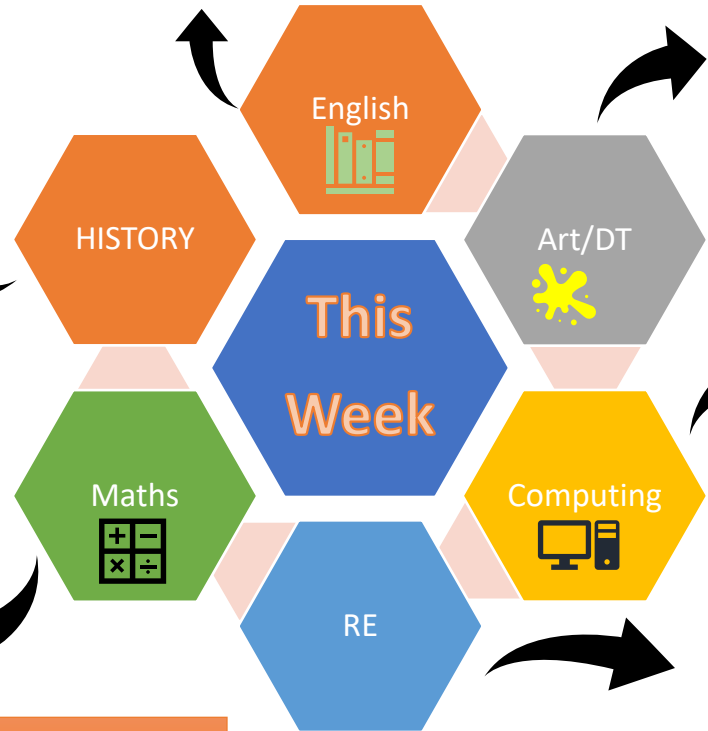 English
HISTORY
Art/DT
This
Week
Maths
Computing
RE